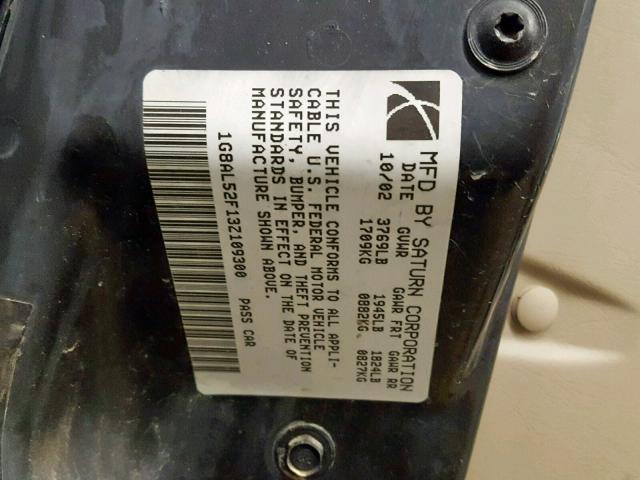 MFD BY SATURN CORPORATION
DATE GVWR GAWR FRT GAWR RR
10/02 3769LB 1945LB 1824LB
1709KG 0882KG 0827KG
THIS VEHICLE CONFORMS TO ALL APPLI-
CABLE U.S. FEDERAL MOTOR VEHICLE
SAFETY, BUMPER, AND THEFT PREVENTION
STANDARDS IN EFFECT ON THE DATE OF
MANUFACTURE SHOWN ABOVE.
1G8AL52F13Z109300 PASS CAR